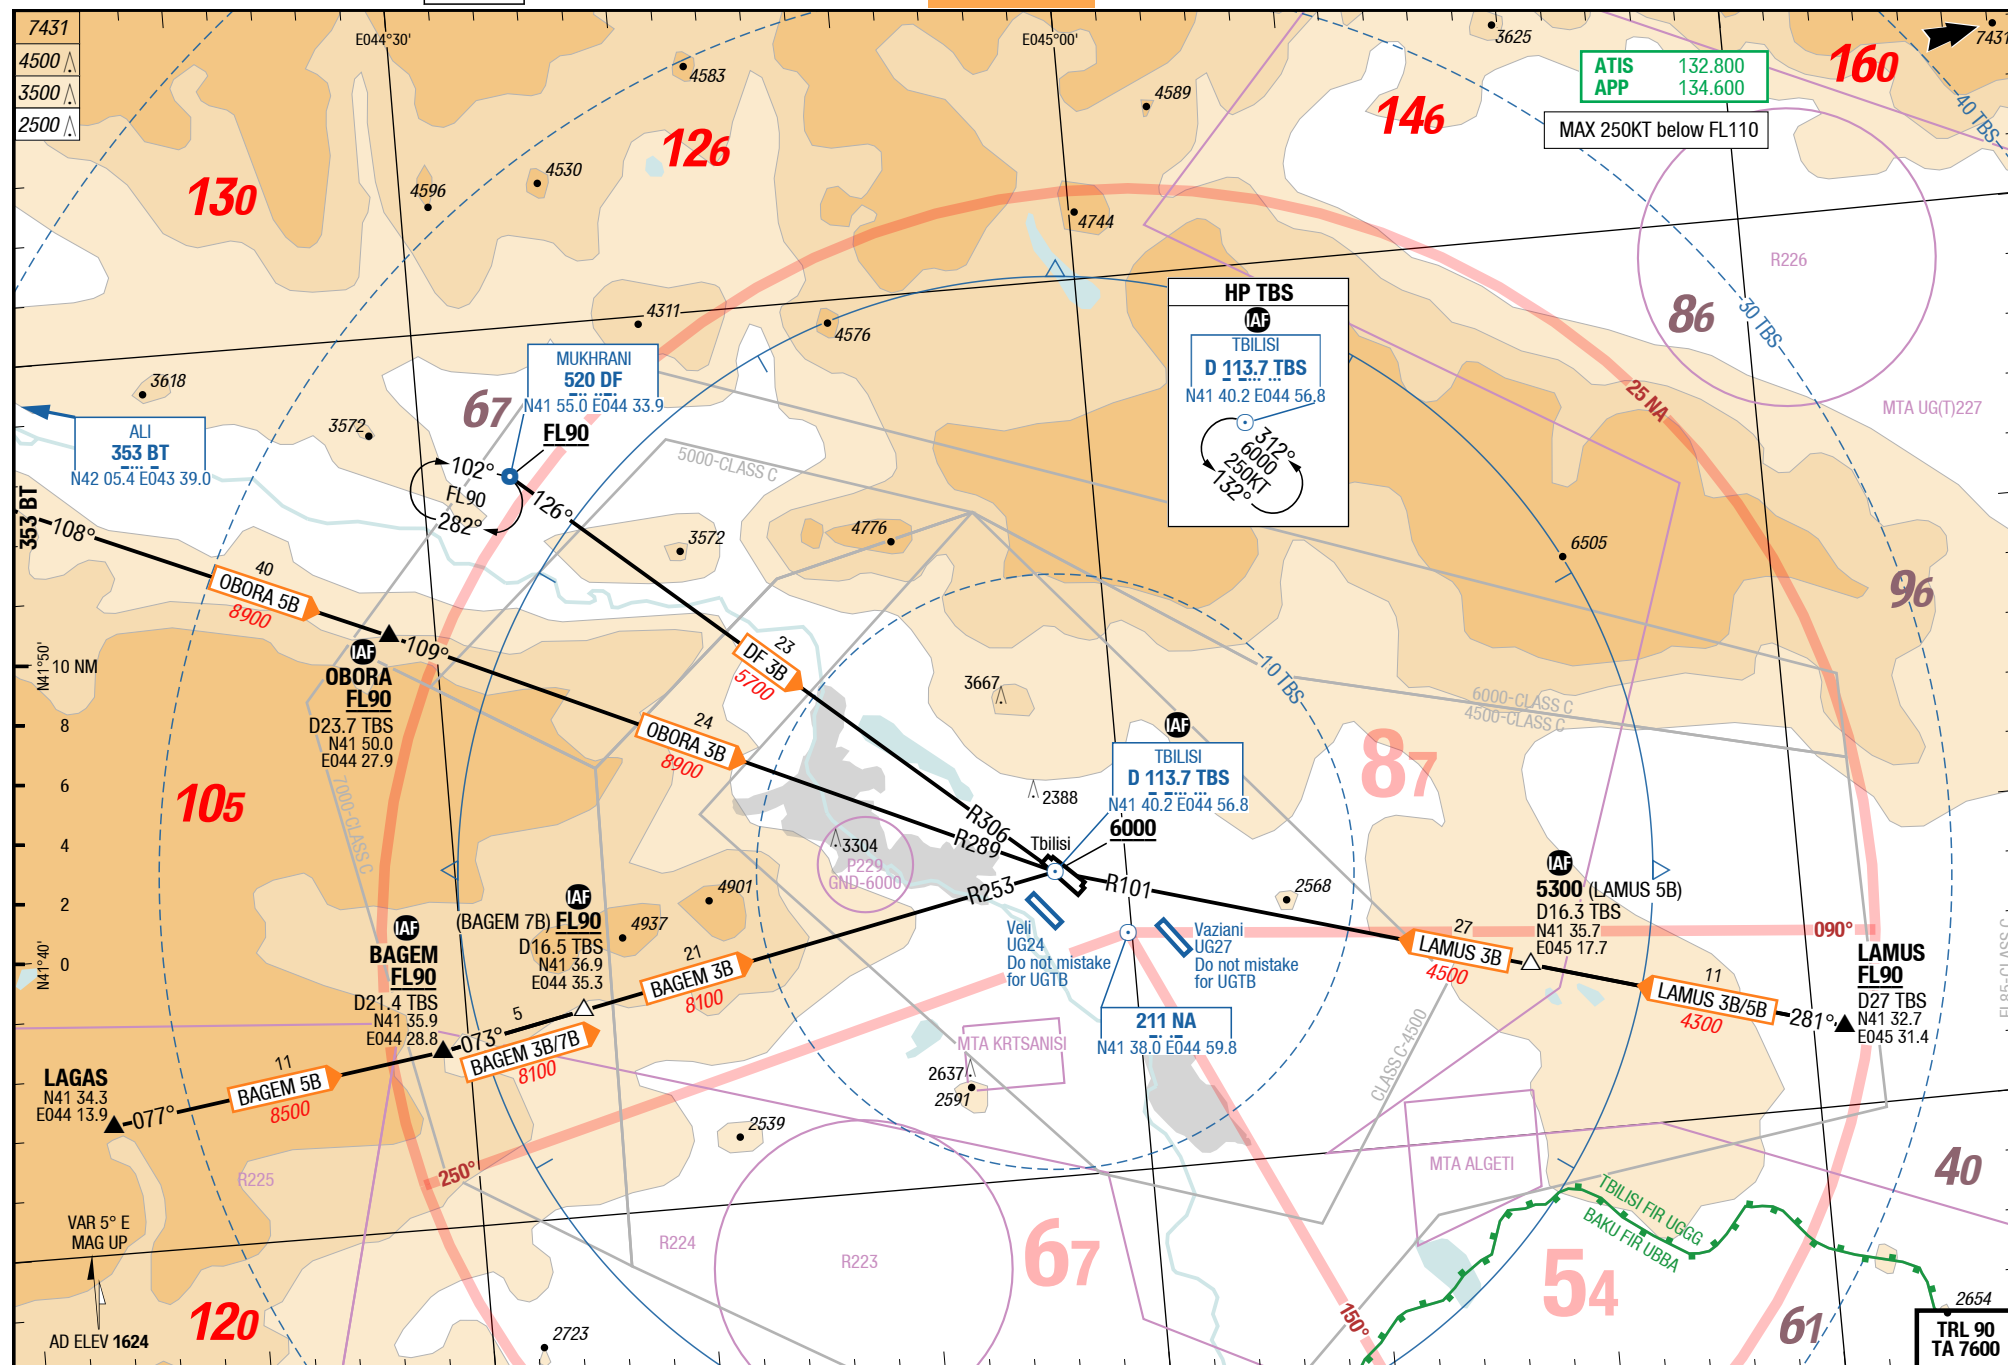 7431
4500
3500
2500
E044°30'
E045°00'
4583
4589
3625
7431
160
ATIS 132.800
APP 134.600
MAX 250KT below FL110
40 TBS
146
126
130
4530
4596
4744
R226
86
30 TBS
HP TBS
IAF
TBILISI
D 113.7 TBS
N41 40.2 E044 56.8
312°
6000
250KT
132°
4311
4576
MUKHRANI
520 DF
N41 55.0 E044 33.9
FL90
67
3618
3572
ALI
353 BT
N42 05.4 E043 39.0
25 NA
MTA UG(T)227
5000-CLASS C
102°
FL90
282°
126°
353 BT
108°
3572
4776
6505
96
40
OBORA 5B
8900
109°
23
DF 3B
5700
IAF
OBORA
FL90
D23.7 TBS
N41 50.0
E044 27.9
N41°50'
10 NM
8
6
4
2
0
N41°40'
24
OBORA 3B
8900
3667
10 TBS
6000-CLASS C
4500-CLASS C
IAF
TBILISI
D 113.7 TBS
N41 40.2 E044 56.8
6000
87
2388
7000-CLASS C
105
R306
R289
R253
Tbilisi
R101
3304
P229
GND-6000
2568
IAF
5300 (LAMUS 5B)
D16.3 TBS
N41 35.7
E045 17.7
4901
4937
IAF
(BAGEM 7B) FL90
D16.5 TBS
N41 36.9
E044 35.3
IAF
BAGEM
FL90
D21.4 TBS
N41 35.9
E044 28.8
21
BAGEM 3B
8100
Veli
UG24
Do not mistake
for UGTB
Vaziani
UG27
Do not mistake
for UGTB
27
LAMUS 3B
4500
090°
LAMUS
FL90
D27 TBS
N41 32.7
E045 31.4
FL85-CLASS C
11
LAMUS 3B/5B
4300
281°
5
073°
BAGEM 3B/7B
8100
211 NA
N41 38.0 E044 59.8
MTA KRTSANISI
CLASS C-4500
11
BAGEM 5B
8500
LAGAS
N41 34.3
E044 13.9
077°
2637
2591
2539
250°
R225
MTA ALGETI
40
TBILISI FIR UGGG
BAKU FIR UBBA
VAR 5° E
MAG UP
R224
R223
67
54
AD ELEV 1624
120
2723
150°
61
2654
TRL 90
TA 7600